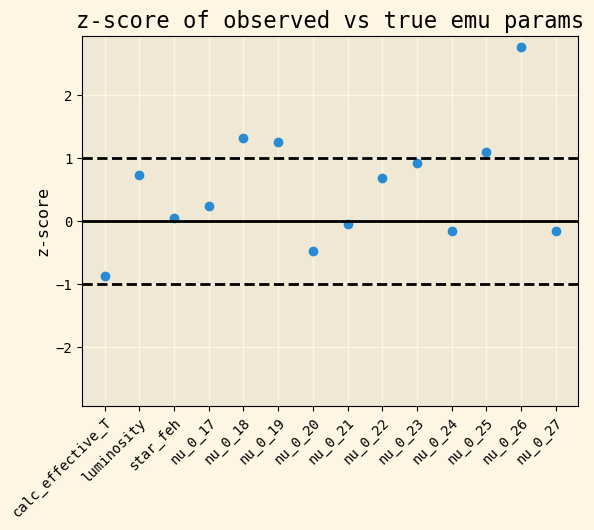 z-score of observed vs true emu params
z-score
2
1
0
−1
−2
calc_effective_T
luminosity
star_feh
nu_0_17
nu_0_18
nu_0_19
nu_0_20
nu_0_21
nu_0_22
nu_0_23
nu_0_24
nu_0_25
nu_0_26
nu_0_27